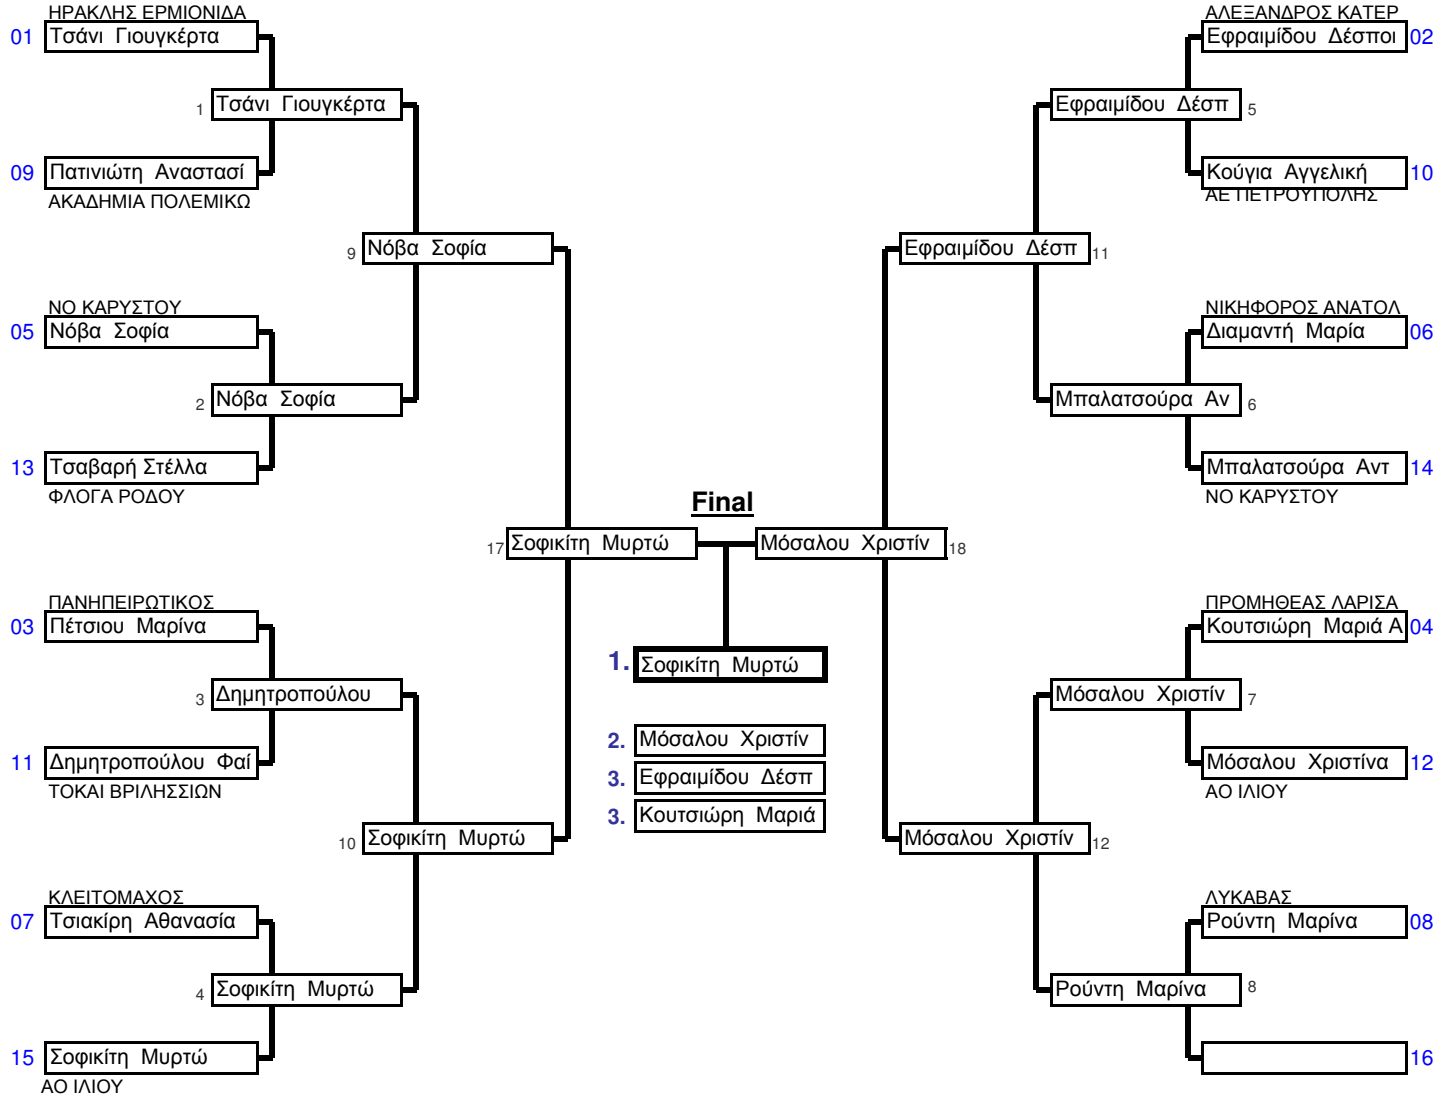 ΗΡΑΚΛΗΣ ΕΡΜΙΟΝΙΔΑ
01 Τσάνι Γιουγκέρτα
1 Τσάνι Γιουγκέρτα
09 Πατινιώτη Αναστασί
ΑΚΑΔΗΜΙΑ ΠΟΛΕΜΙΚΩ
9 Νόβα Σοφία
ΝΟ ΚΑΡΥΣΤΟΥ
05 Νόβα Σοφία
2 Νόβα Σοφία
13 Τσαβαρή Στέλλα
ΦΛΟΓΑ ΡΟΔΟΥ
17 Σοφικίτη Μυρτώ
ΠΑΝΗΠΕΙΡΩΤΙΚΟΣ
03 Πέτσιου Μαρίνα
3 Δημητροπούλου
11 Δημητροπούλου Φαί
ΤΟΚΑΙ ΒΡΙΛΗΣΣΙΩΝ
10 Σοφικίτη Μυρτώ
ΚΛΕΙΤΟΜΑΧΟΣ
07 Τσιακίρη Αθανασία
4 Σοφικίτη Μυρτώ
15 Σοφικίτη Μυρτώ
ΑΟ ΙΛΙΟΥ
Final
1. Σοφικίτη Μυρτώ
2. Μόσαλου Χριστίν
3. Εφραιμίδου Δέσπ
3. Κουτσιώρη Μαριά
ΑΛΕΞΑΝΔΡΟΣ ΚΑΤΕΡ
Εφραιμίδου Δέσποι 02
Εφραιμίδου Δέσπ 5
Κούγια Αγγελική 10
ΑΕ ΠΕΤΡΟΥΠΟΛΗΣ
Εφραιμίδου Δέσπ 11
ΝΙΚΗΦΟΡΟΣ ΑΝΑΤΟΛ
Διαμαντή Μαρία 06
Μπαλατσούρα Αν 6
Μπαλατσούρα Αντ 14
ΝΟ ΚΑΡΥΣΤΟΥ
Μόσαλου Χριστίν 18
ΠΡΟΜΗΘΕΑΣ ΛΑΡΙΣΑ
Κουτσιώρη Μαριά Α 04
Μόσαλου Χριστίν 7
Μόσαλου Χριστίνα 12
ΑΟ ΙΛΙΟΥ
Μόσαλου Χριστίν 12
ΛΥΚΑΒΑΣ
Ρούντη Μαρίνα 08
Ρούντη Μαρίνα 8
16